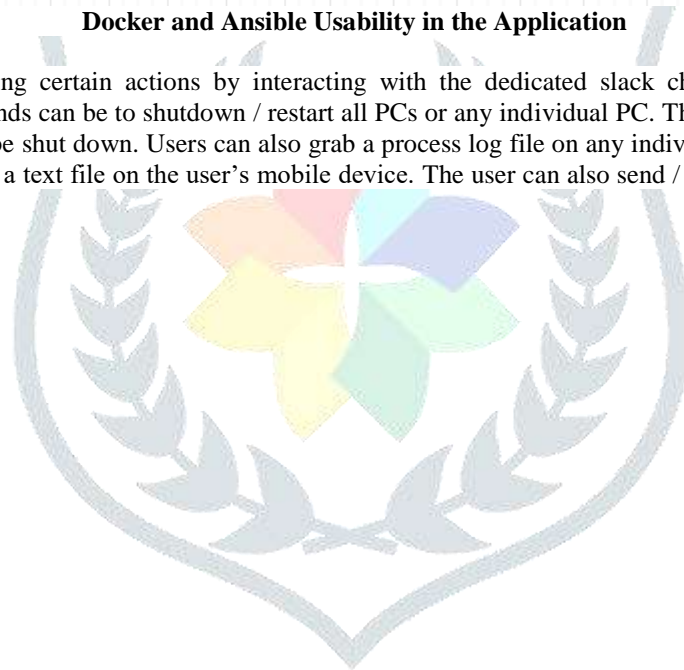 Docker and Ansible Usability in the Application
ing certain actions by interacting with the dedicated slack ch
nds can be to shutdown / restart all PCs or any individual PC. Th
be shut down. Users can also grab a process log file on any indiv
a text file on the user's mobile device. The user can also send /